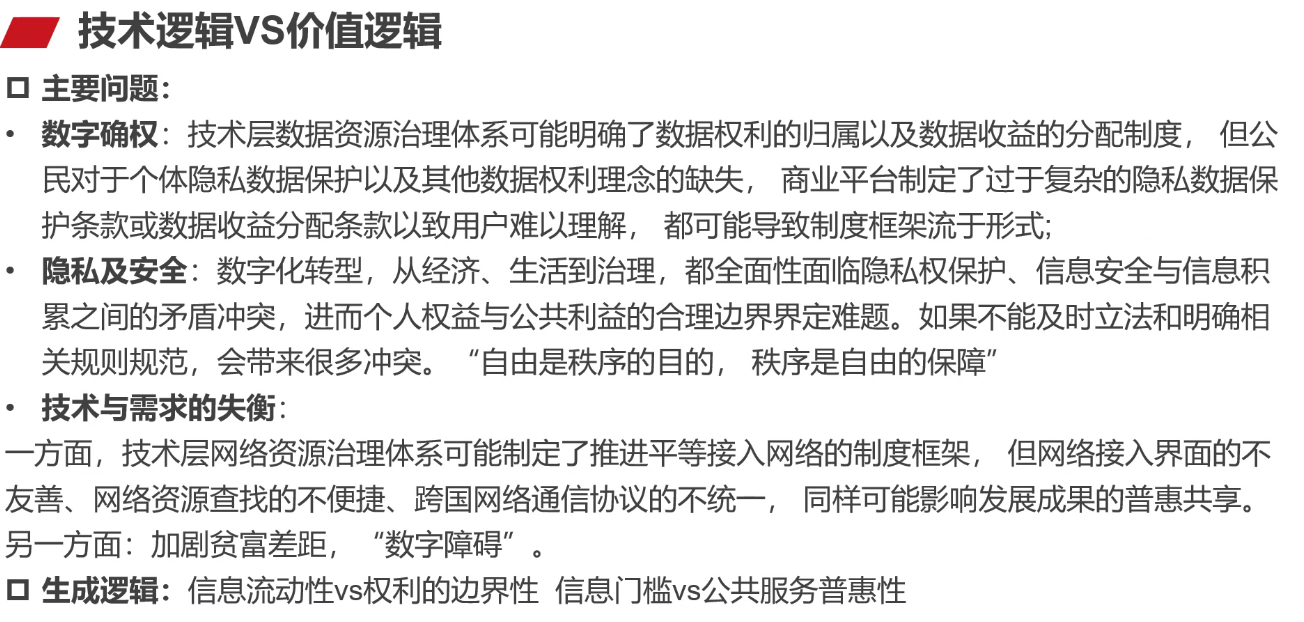 技术逻辑VS价值逻辑
主要问题：
• 数字确权：技术层数据资源治理体系可能明确了数据权利的归属以及数据收益的分配制度， 但公
民对于个体隐私数据保护以及其他数据权利理念的缺失， 商业平台制定了过于复杂的隐私数据保
护条款或数据收益分配条款以致用户难以理解， 都可能导致制度框架流于形式;
• 隐私及安全：数字化转型，从经济、生活到治理，都全面性面临隐私权保护、信息安全与信息积
累之间的矛盾冲突，进而个人权益与公共利益的合理边界界定难题。如果不能及时立法和明确相
关规则规范，会带来很多冲突。“自由是秩序的目的， 秩序是自由的保障”
• 技术与需求的失衡：
一方面，技术层网络资源治理体系可能制定了推进平等接入网络的制度框架， 但网络接入界面的不
友善、网络资源查找的不便捷、跨国网络通信协议的不统一， 同样可能影响发展成果的普惠共享。
另一方面：加剧贫富差距，“数字障碍”。
生成逻辑：信息流动性vs权利的边界性 信息门槛vs公共服务普惠性